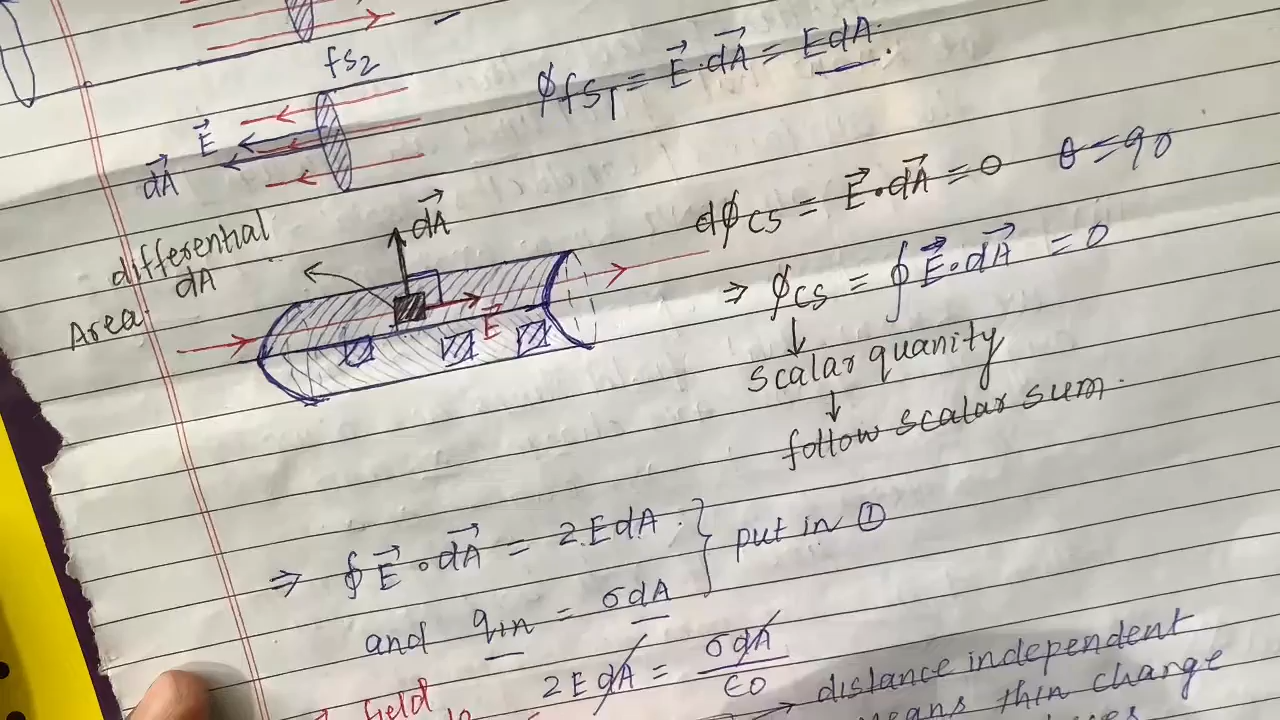 fS2
ϕfS1 = E⃗.dA⃗ = EdA.
E⃗
dA⃗
dA⃗
differential
dA
Area
E⃗
dϕCS = E⃗.dA⃗ = 0 θ = 90
⇒ ϕCS = ∮E⃗.dA⃗ = 0
↓
scalar quanity
↓
follow scalar sum.
⇒ ∮E⃗.dA⃗ = 2EdA. } put in ①
and qin = σdA
2EdA = σdA/ϵ0
field
→ distance independent
means thin charge